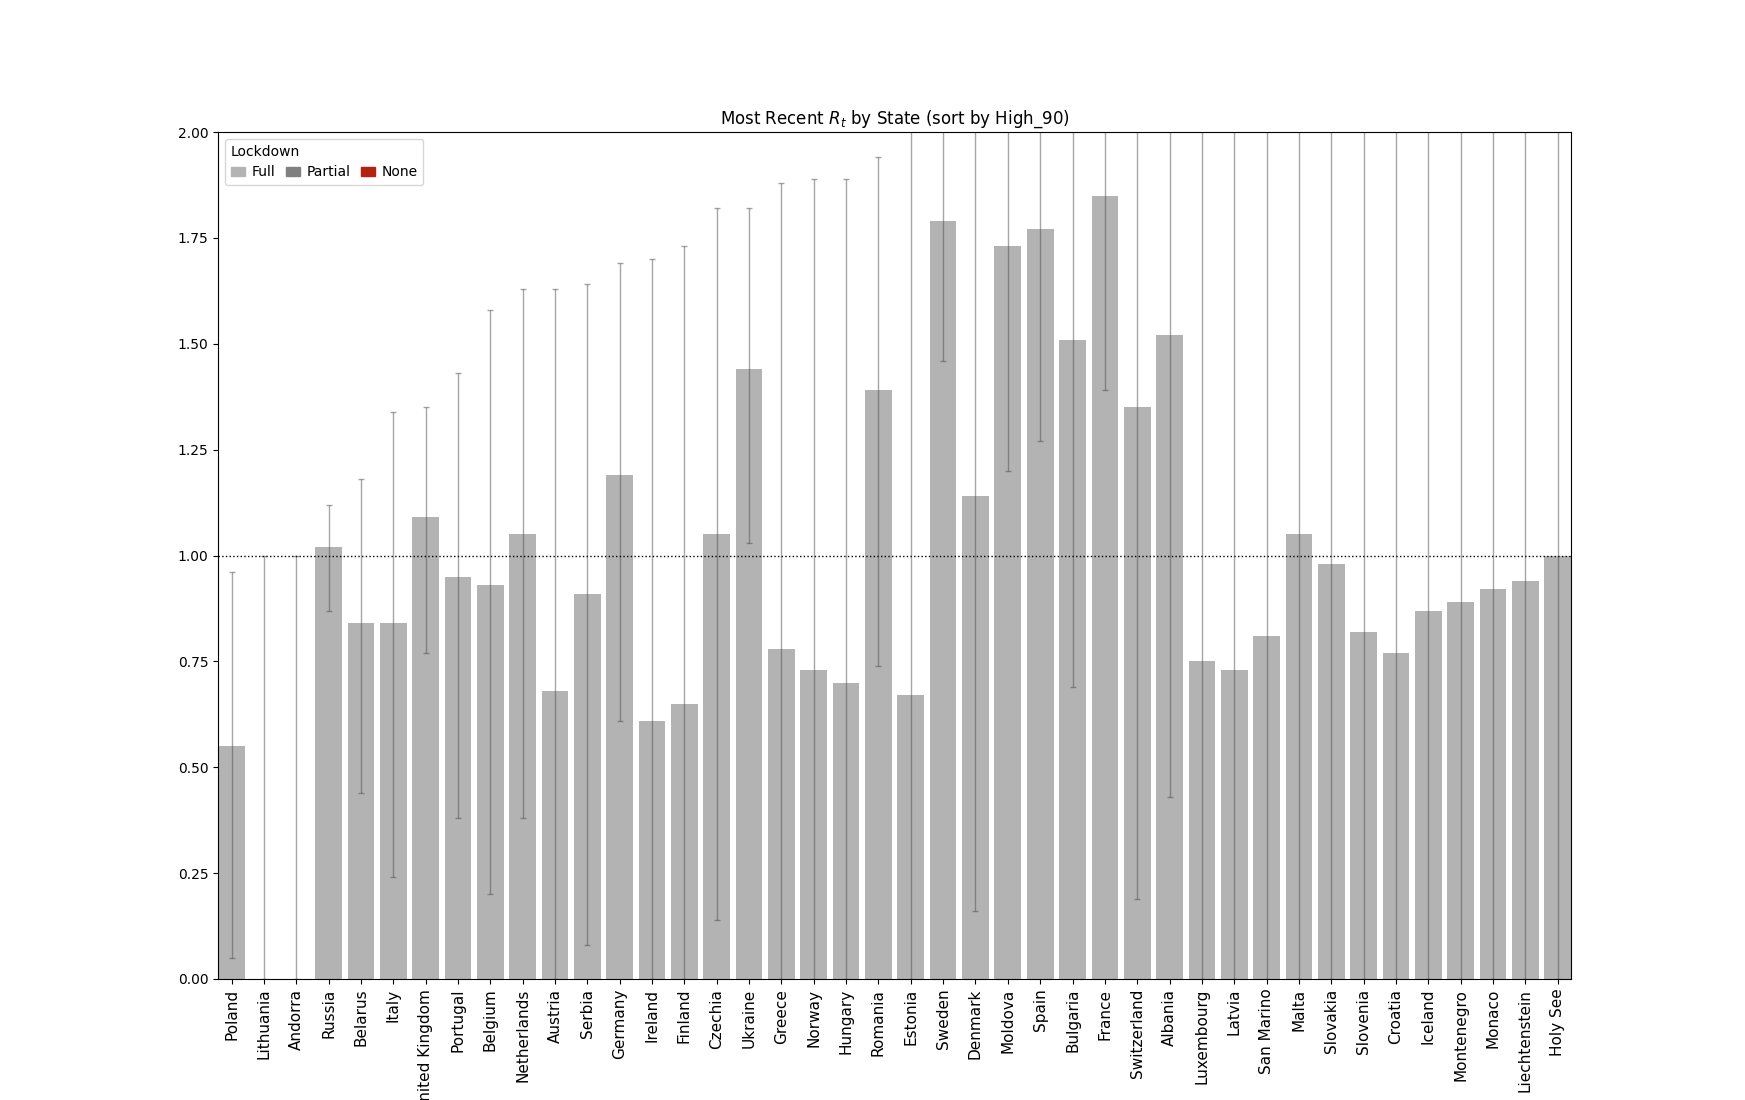 Most Recent R_t by State (sort by High_90)
Lockdown
Full Partial None
2.00
1.75
1.50
1.25
1.00
0.75
0.50
0.25
0.00
Poland
Lithuania
Andorra
Russia
Belarus
Italy
nited Kingdom
Portugal
Belgium
Netherlands
Austria
Serbia
Germany
Ireland
Finland
Czechia
Ukraine
Greece
Norway
Hungary
Romania
Estonia
Sweden
Denmark
Moldova
Spain
Bulgaria
France
Switzerland
Albania
Luxembourg
Latvia
San Marino
Malta
Slovakia
Slovenia
Croatia
Iceland
Montenegro
Monaco
Liechtenstein
Holy See